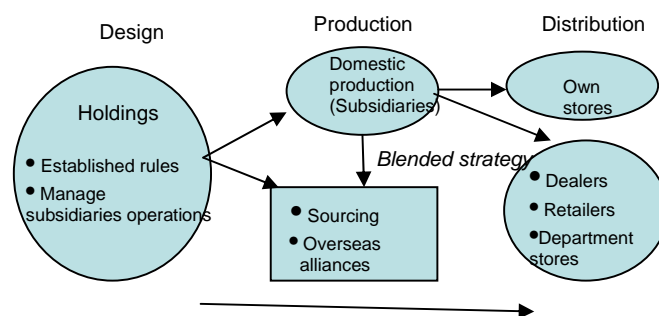 Design
Production
Distribution
Holdings
• Established rules
• Manage
subsidiaries operations
Domestic
production
(Subsidiaries)
Blended strategy
• Sourcing
• Overseas
alliances
Own
stores
• Dealers
• Retailers
•Department
stores